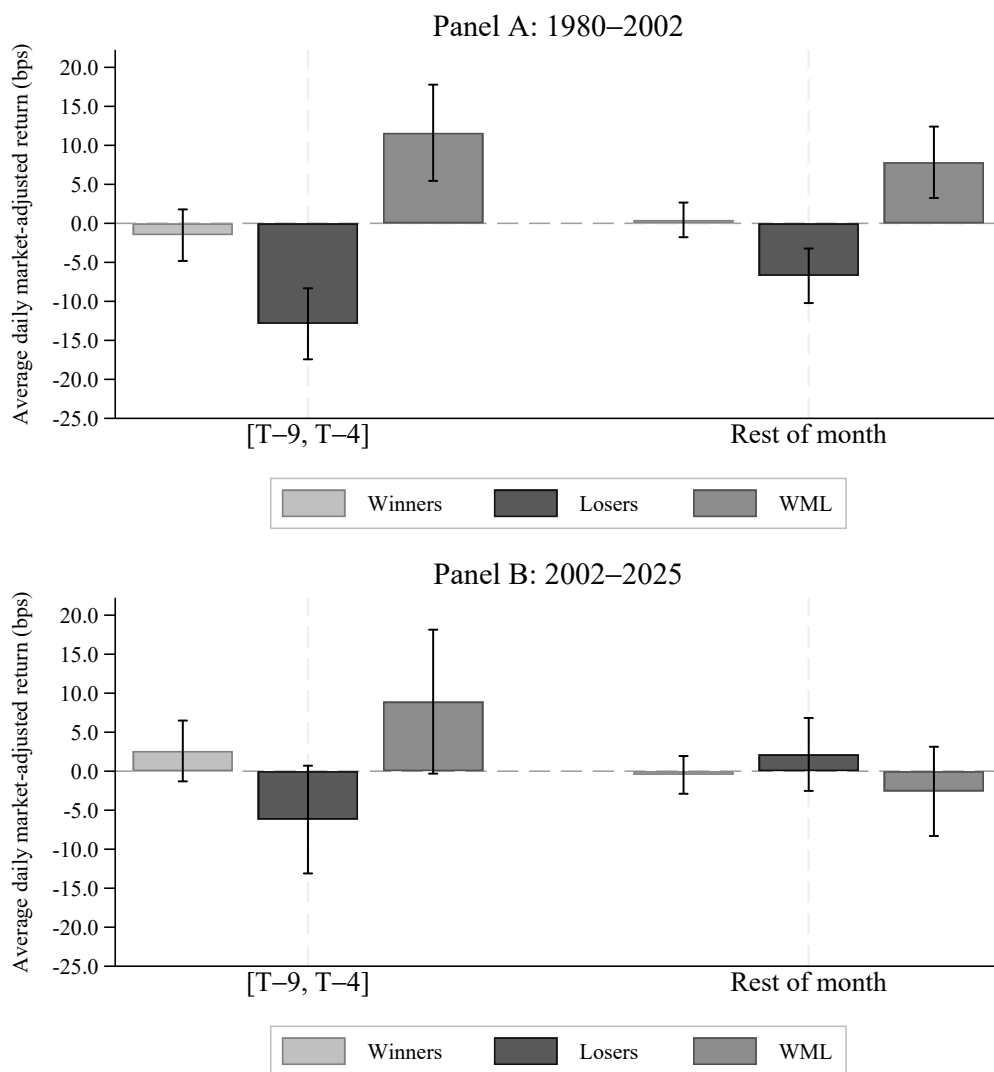 Panel A: 1980–2002
Average daily market-adjusted return (bps)
20.0
15.0
10.0
5.0
0.0
-5.0
-10.0
-15.0
-20.0
-25.0
[T–9, T–4]
Rest of month
Winners Losers WML
Panel B: 2002–2025
Average daily market-adjusted return (bps)
20.0
15.0
10.0
5.0
0.0
-5.0
-10.0
-15.0
-20.0
-25.0
[T–9, T–4]
Rest of month
Winners Losers WML